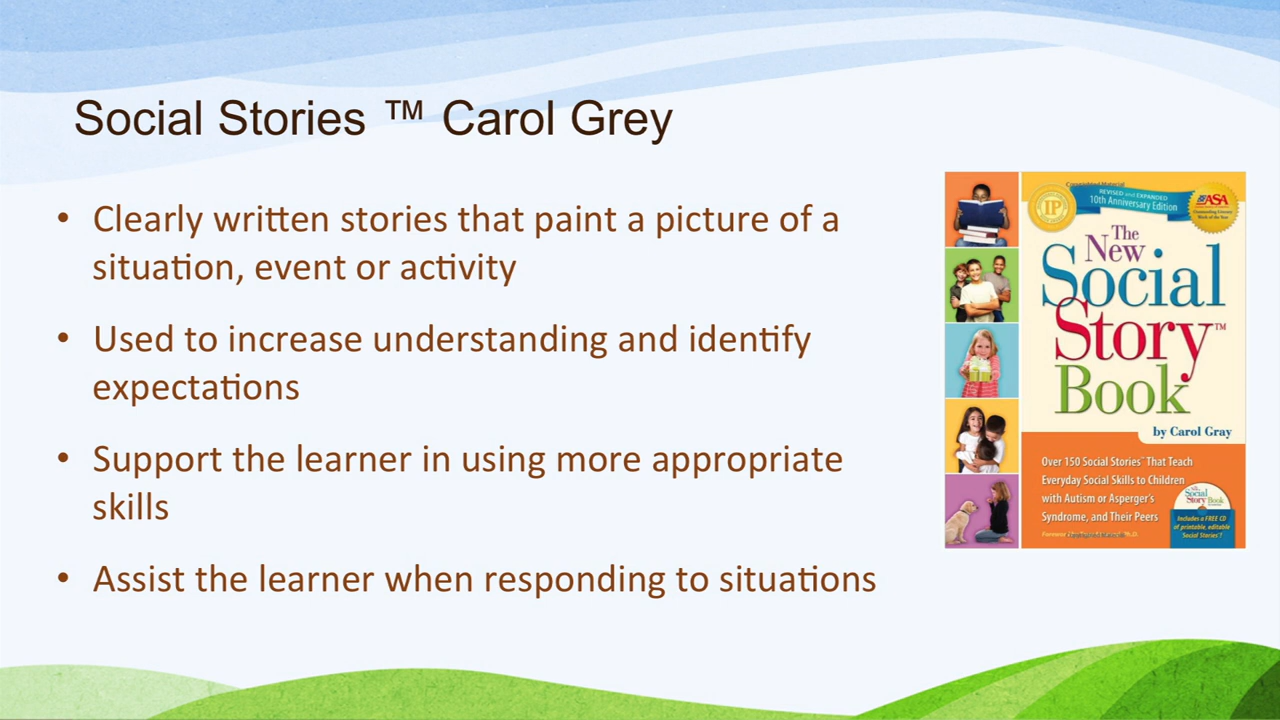 Social Stories ™ Carol Grey
• Clearly written stories that paint a picture of a
situation, event or activity
• Used to increase understanding and identify
expectations
• Support the learner in using more appropriate
skills
• Assist the learner when responding to situations
REVISED and EXPANDED
10th Anniversary Edition
IP
ASA
The
New
Social
Story™
Book
by Carol Gray
Over 150 Social Stories™ That Teach
Everyday Social Skills to Children
with Autism or Asperger's
Syndrome, and Their Peers
The New
Social
Story Book
Includes a FREE CD
of printable, editable
Social Stories™!